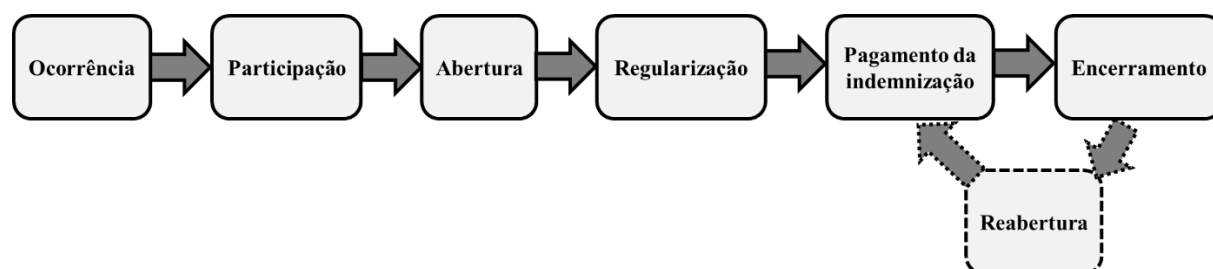 Ocorrência
Participação
Abertura
Regularização
Pagamento da
indemnização
Encerramento
Reabertura